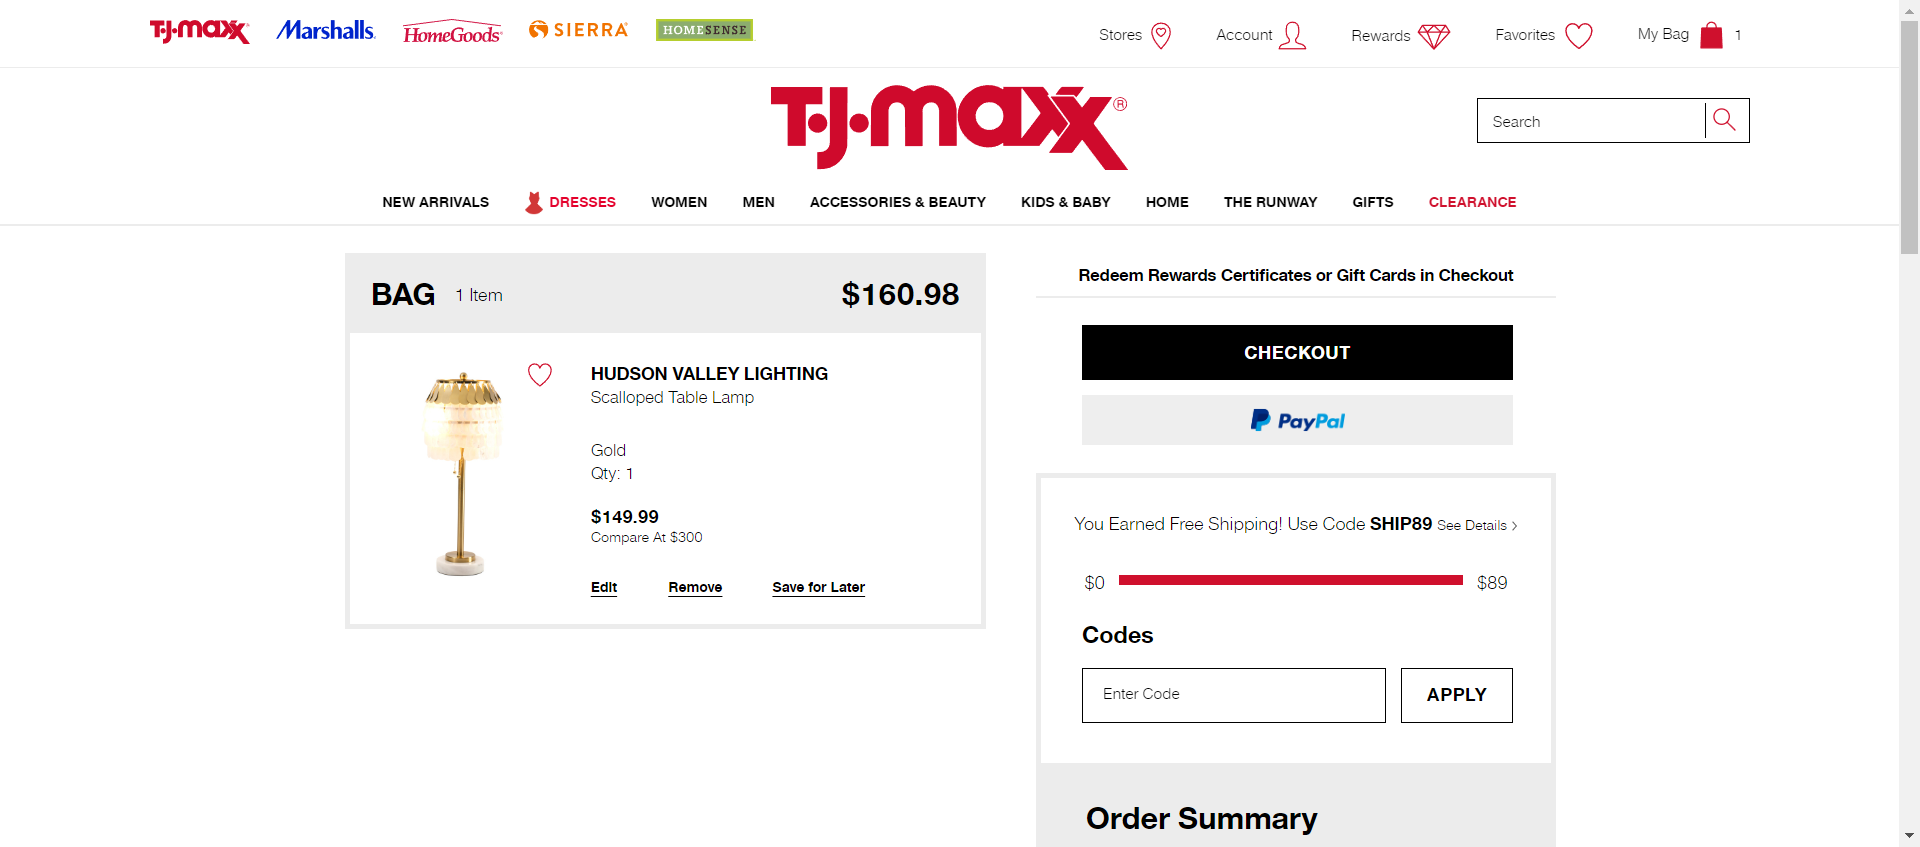 T·J·maxx
Marshalls.
HomeGoods
SIERRA
HOMESENSE
Stores
Account
Rewards
Favorites
My Bag 1
T·J·maxx®
Search
NEW ARRIVALS
DRESSES
WOMEN
MEN
ACCESSORIES & BEAUTY
KIDS & BABY
HOME
THE RUNWAY
GIFTS
CLEARANCE
BAG 1 Item $160.98
HUDSON VALLEY LIGHTING
Scalloped Table Lamp
Gold
Qty: 1
$149.99
Compare At $300
Edit Remove Save for Later
Redeem Rewards Certificates or Gift Cards in Checkout
CHECKOUT
PayPal
You Earned Free Shipping! Use Code SHIP89 See Details >
$0 $89
Codes
Enter Code APPLY
Order Summary